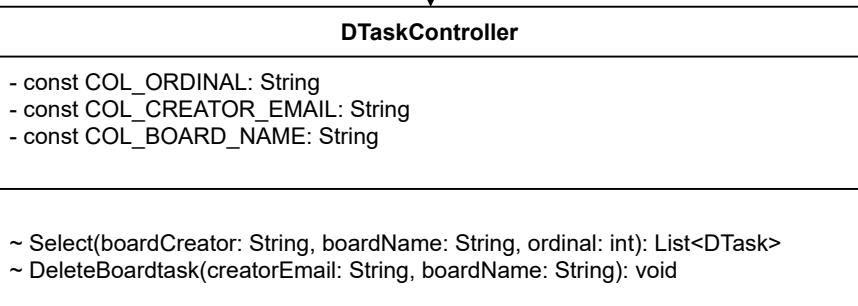 DTaskController
- const COL_ORDINAL: String
- const COL_CREATOR_EMAIL: String
- const COL_BOARD_NAME: String
~ Select(boardCreator: String, boardName: String, ordinal: int): List<DTask>
~ DeleteBoardtask(creatorEmail: String, boardName: String): void